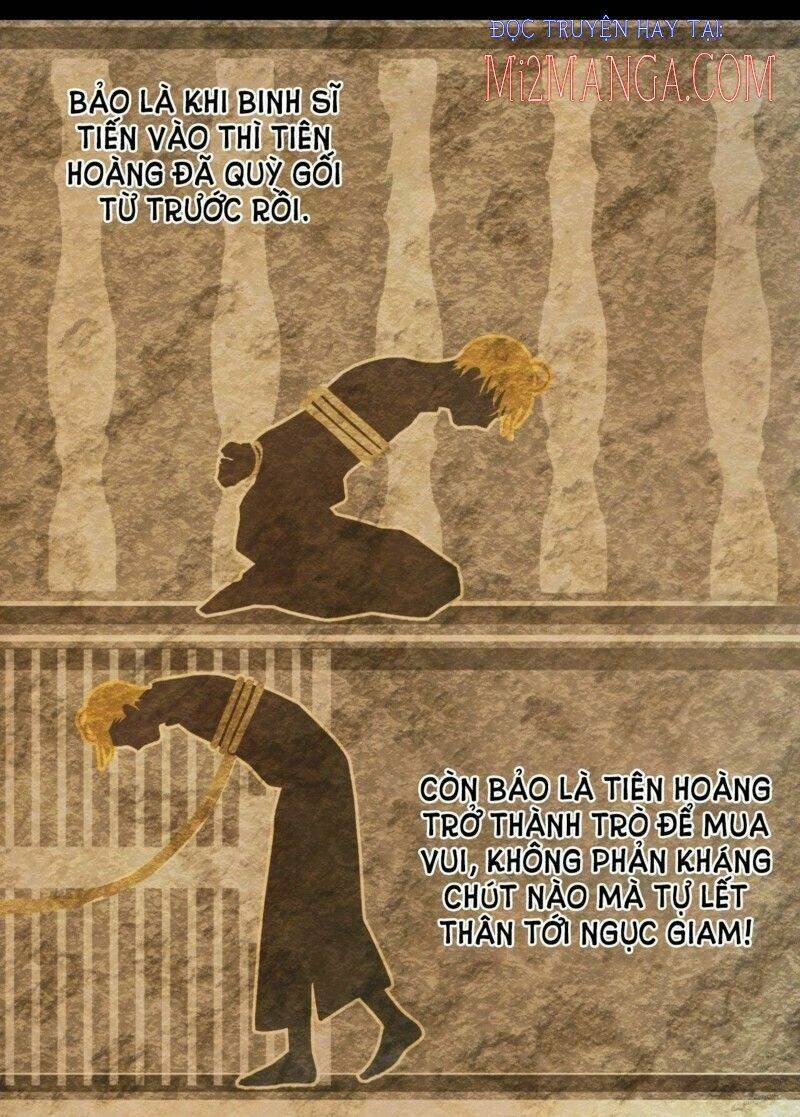 ĐỌC TRUYỆN HAY TẠI:
MI2MANGA.COM
BẢO LÀ KHI BINH SĨ
TIẾN VÀO THÌ TIÊN
HOÀNG ĐÃ QUỲ GỐI
TỪ TRƯỚC RỒI.
CÒN BẢO LÀ TIÊN HOÀNG
TRỞ THÀNH TRÒ ĐỂ MUA
VUI, KHÔNG PHẢN KHÁNG
CHÚT NÀO MÀ TỰ LẾT
THÂN TỚI NGỤC GIAM!